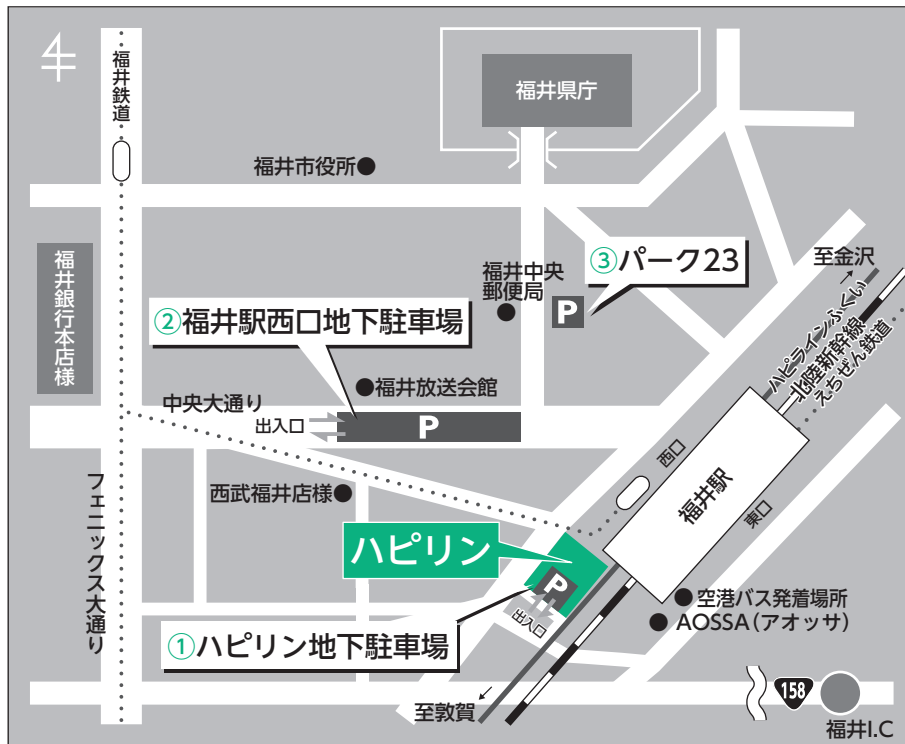 福井鉄道
福井県庁
福井市役所●
福井銀行本店様
福井中央
郵便局
③パーク23
P
至金沢
ハピラインふくい
北陸新幹線
えちぜん鉄道
②福井駅西口地下駐車場
●福井放送会館
中央大通り
出入口
P
西口
福井駅
東口
西武福井店様●
フェニックス大通り
ハピリン
P
出入口
①ハピリン地下駐車場
● 空港バス発着場所
● AOSSA(アオッサ)
至敦賀
158
福井I.C